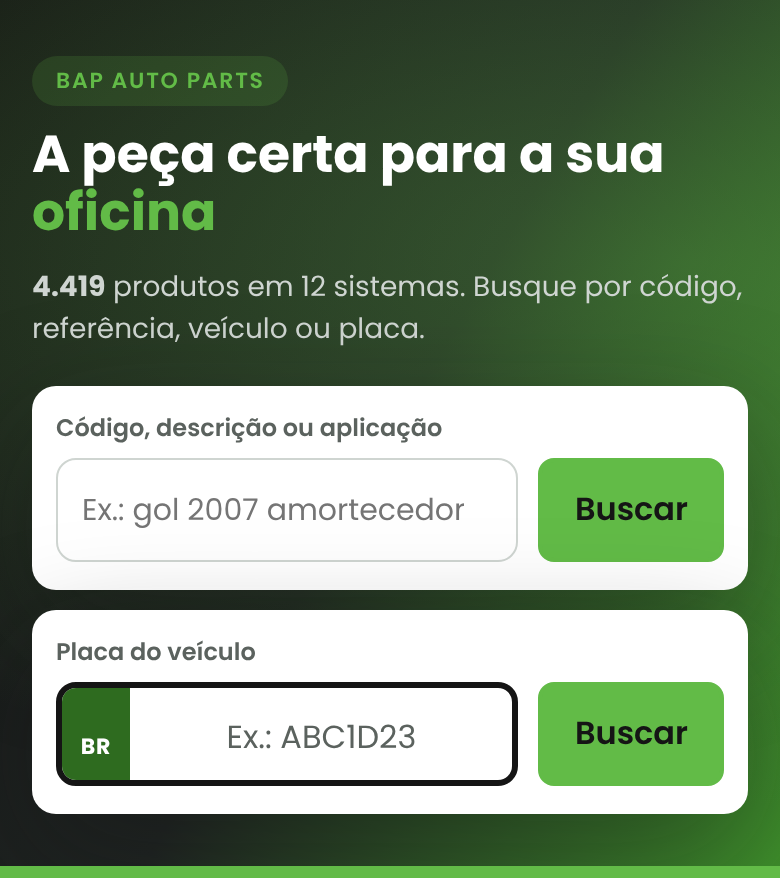 BAP AUTO PARTS
A peça certa para a sua
oficina
4.419 produtos em 12 sistemas. Busque por código,
referência, veículo ou placa.
Código, descrição ou aplicação
Ex.: gol 2007 amortecedor
Buscar
Placa do veículo
BR
Ex.: ABC1D23
Buscar